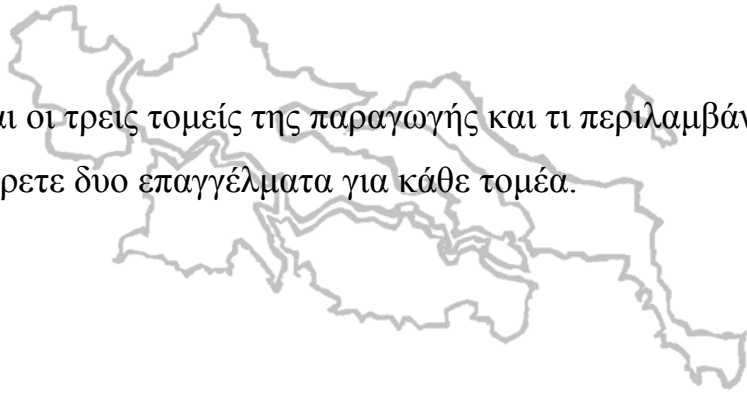 αι οι τρεις τομείς της παραγωγής και τι περιλαμβάν
ρετε δυο επαγγέλματα για κάθε τομέα.